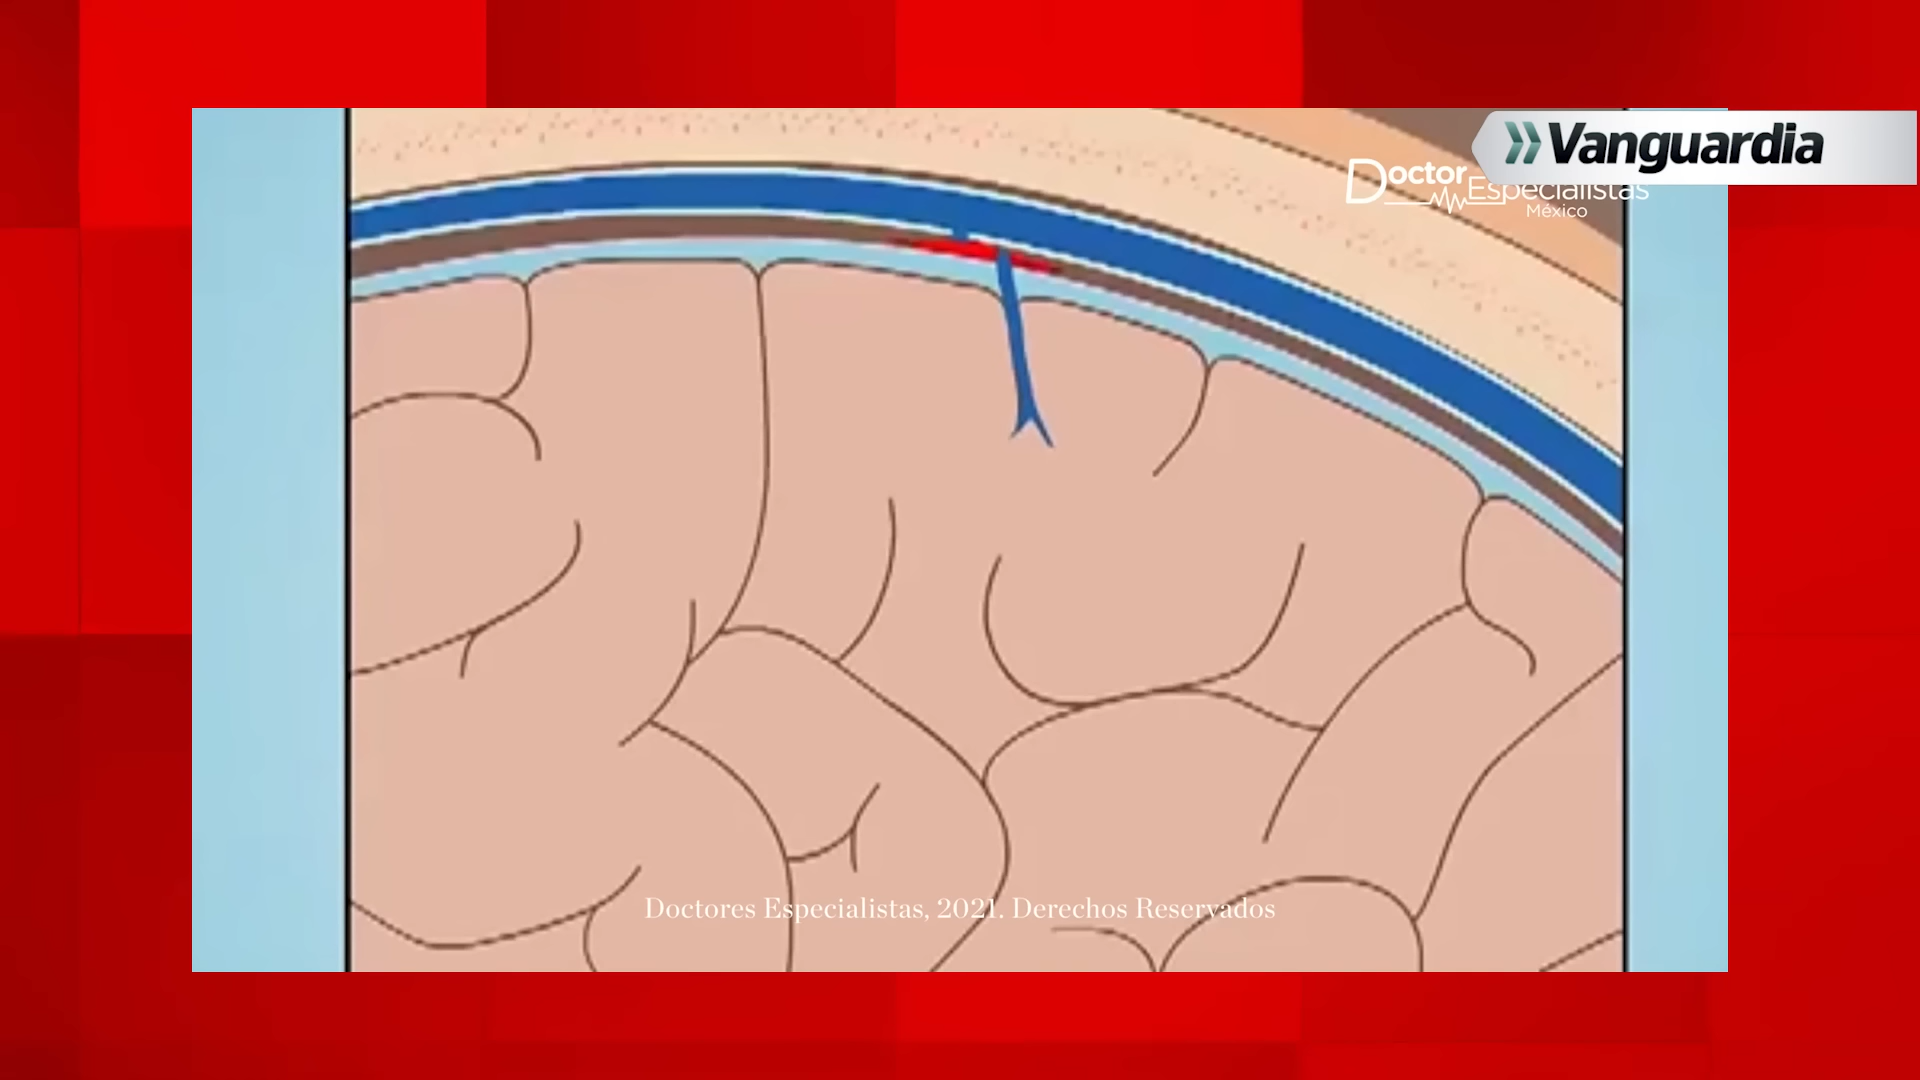 Vanguardia
Doctor
Especialistas
México
Doctores Especialistas, 2021. Derechos Reservados